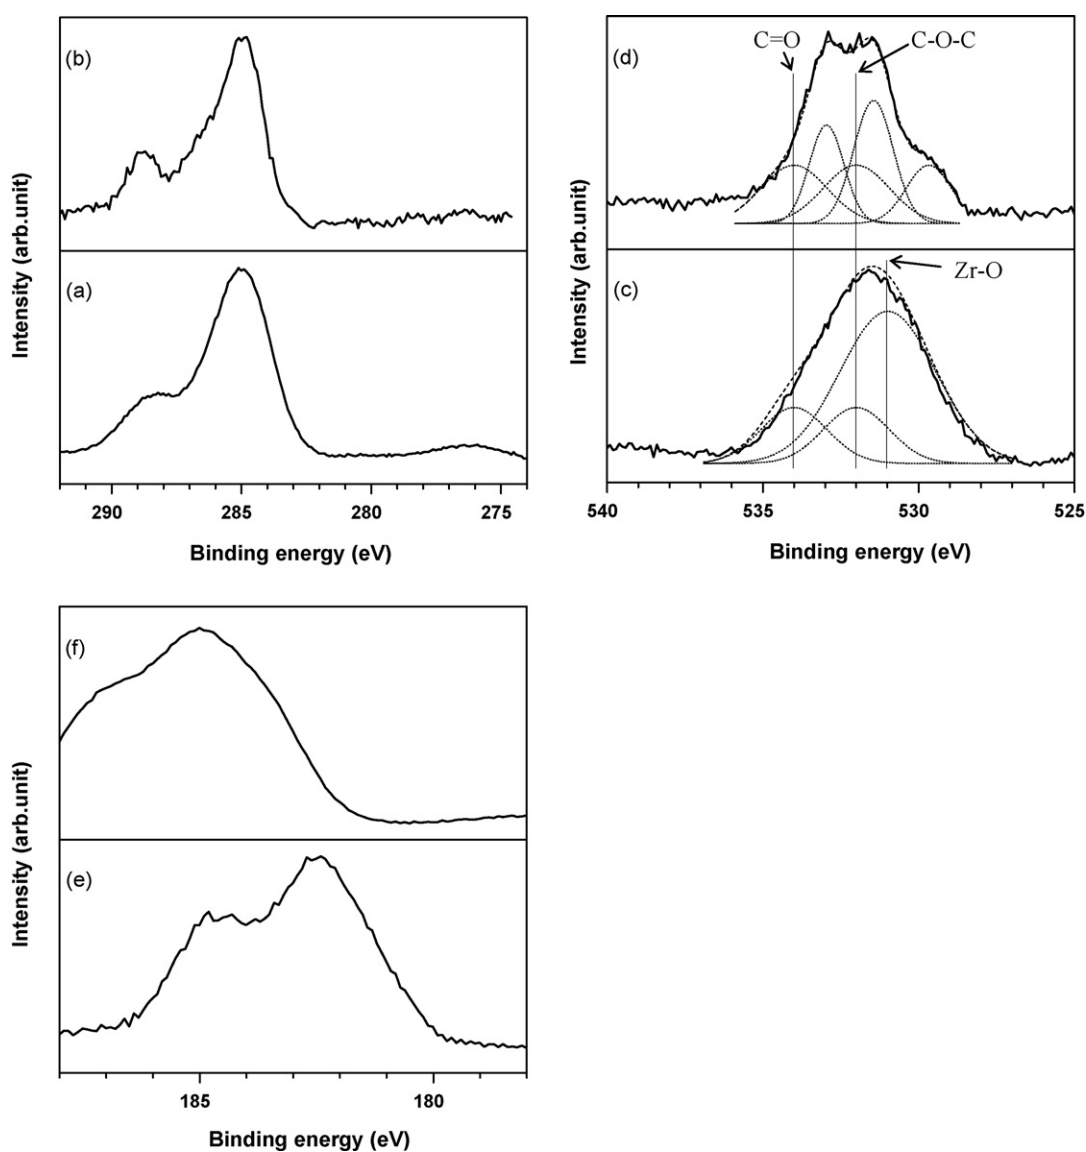 (b)
(a)
Intensity (arb.unit)
290 285 280 275
Binding energy (eV)
(d)
C=O
C-O-C
(c)
Zr-O
Intensity (arb.unit)
540 535 530 525
Binding energy (eV)
(f)
(e)
Intensity (arb.unit)
185 180
Binding energy (eV)